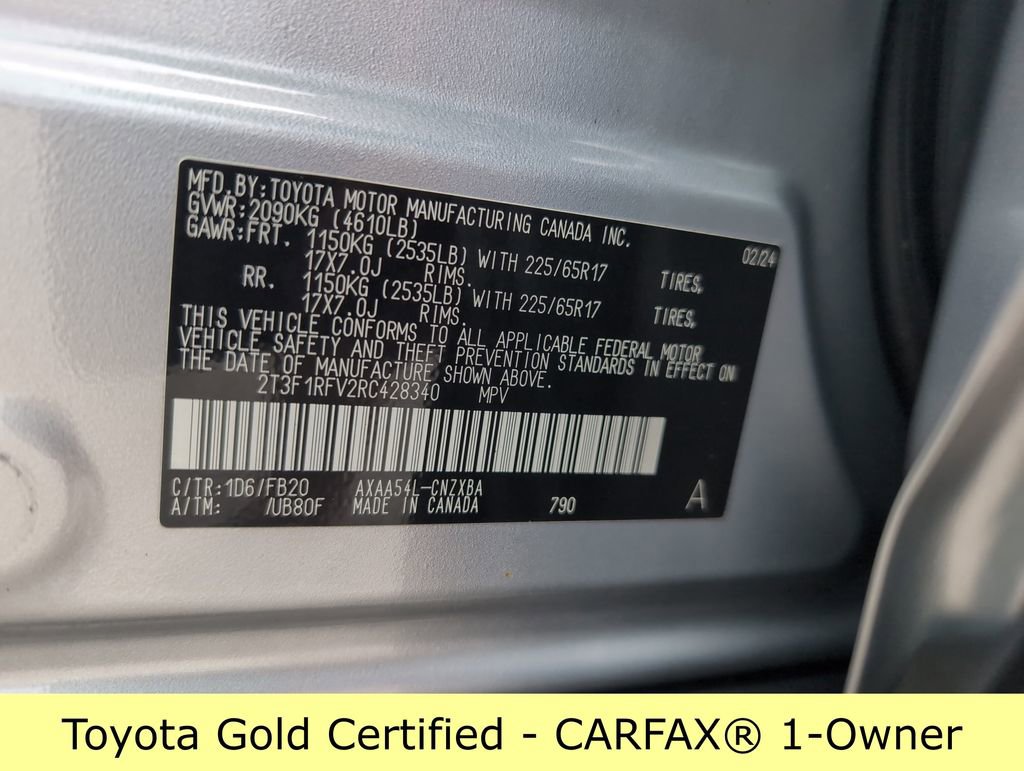 MFD. BY: TOYOTA MOTOR MANUFACTURING CANADA INC.
GVWR: 2090KG (4610LB) 02/24
GAWR: FRT. 1150KG (2535LB) WITH 225/65R17 TIRES,
17X7.0J RIMS.
RR. 1150KG (2535LB) WITH 225/65R17 TIRES,
17X7.0J RIMS.
THIS VEHICLE CONFORMS TO ALL APPLICABLE FEDERAL MOTOR
VEHICLE SAFETY AND THEFT PREVENTION STANDARDS IN EFFECT ON
THE DATE OF MANUFACTURE SHOWN ABOVE.
2T3F1RFV2RC428340 MPV
C/TR: 1D6/FB20 AXAA54L-CNZXBA
A/TM: /UB80F MADE IN CANADA 790 A
Toyota Gold Certified - CARFAX® 1-Owner